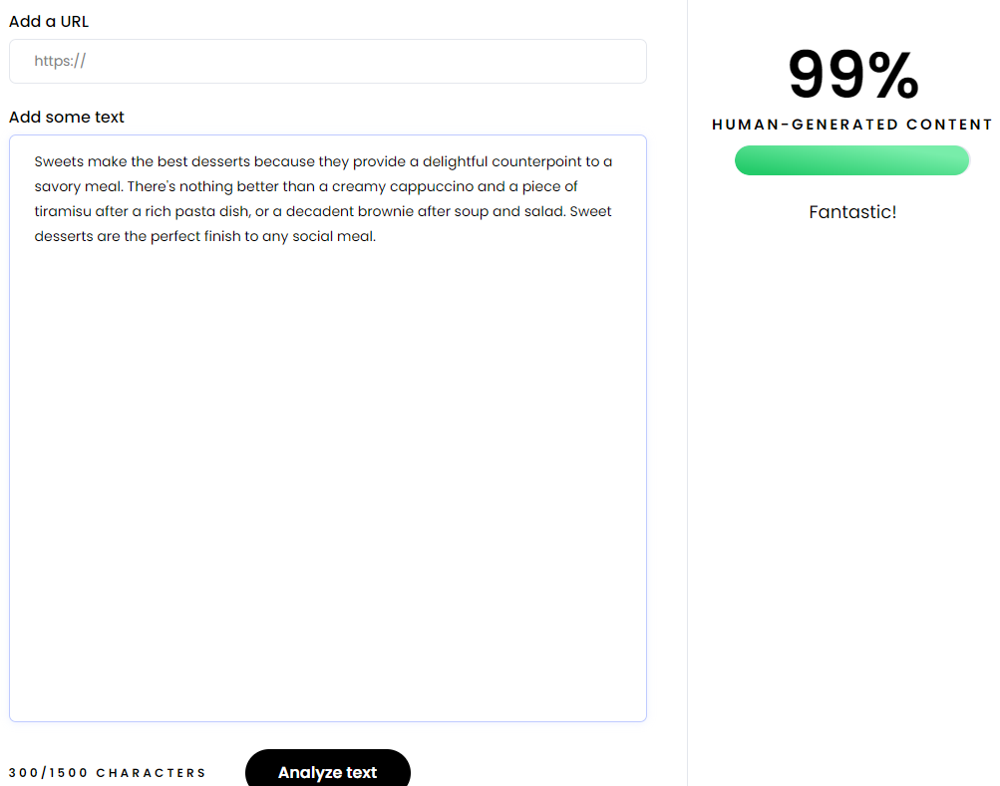 Add a URL
https://
Add some text
Sweets make the best desserts because they provide a delightful counterpoint to a
savory meal. There's nothing better than a creamy cappuccino and a piece of
tiramisu after a rich pasta dish, or a decadent brownie after soup and salad. Sweet
desserts are the perfect finish to any social meal.
300/1500 CHARACTERS
Analyze text
99%
HUMAN-GENERATED CONTENT
Fantastic!